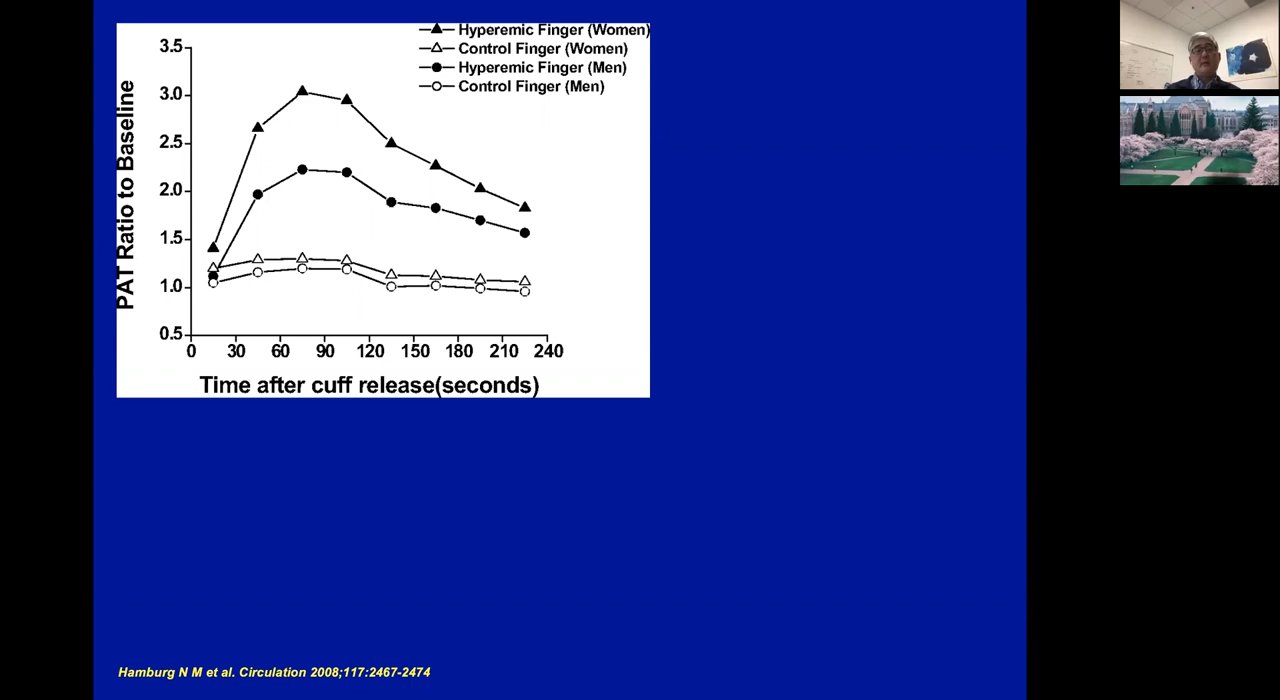 Hyperemic Finger (Women)
Control Finger (Women)
Hyperemic Finger (Men)
Control Finger (Men)
PAT Ratio to Baseline
3.5
3.0
2.5
2.0
1.5
1.0
0.5
0 30 60 90 120 150 180 210 240
Time after cuff release(seconds)
Hamburg N M et al. Circulation 2008;117:2467-2474